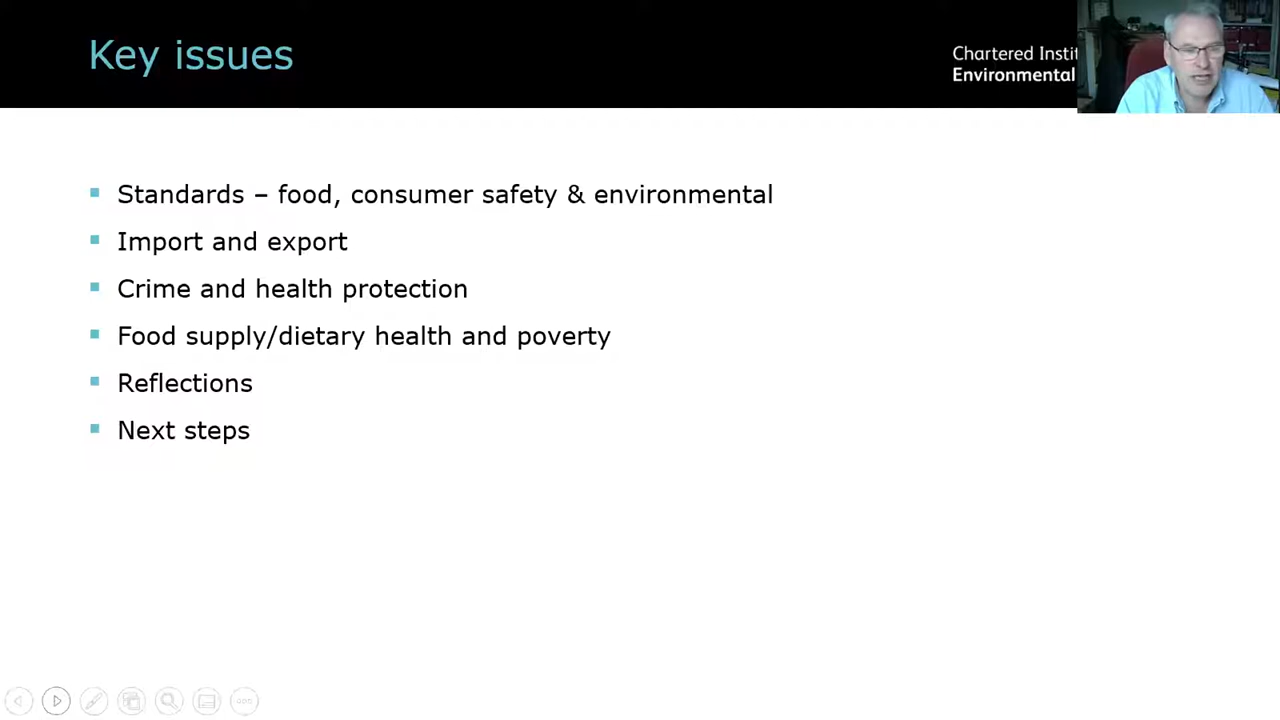 Key issues
Chartered Insti
Environmental
Standards – food, consumer safety & environmental
Import and export
Crime and health protection
Food supply/dietary health and poverty
Reflections
Next steps